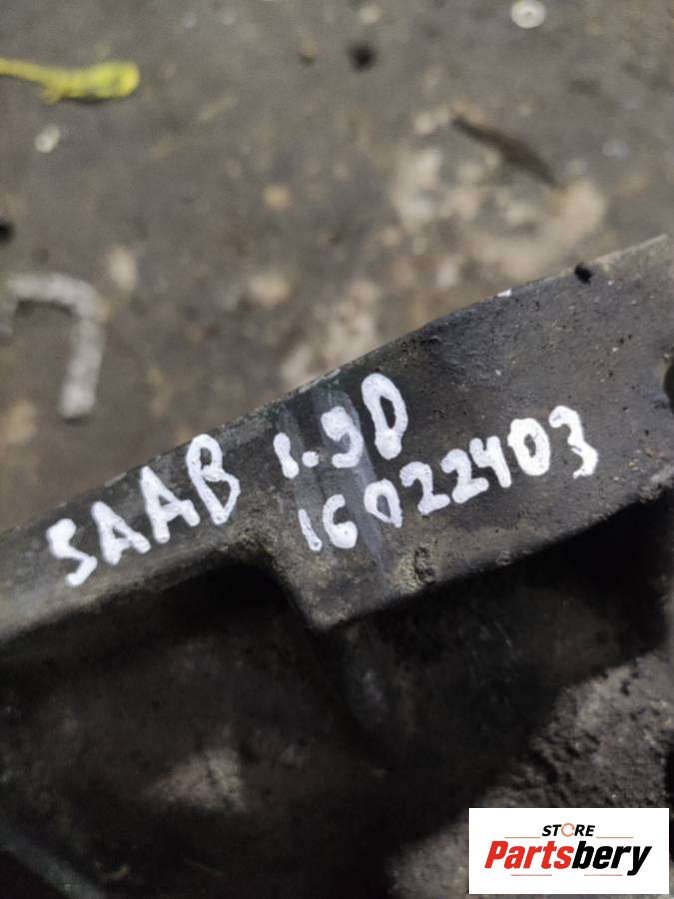 SAAB 1.9D
16022403
STORE
Partsbery